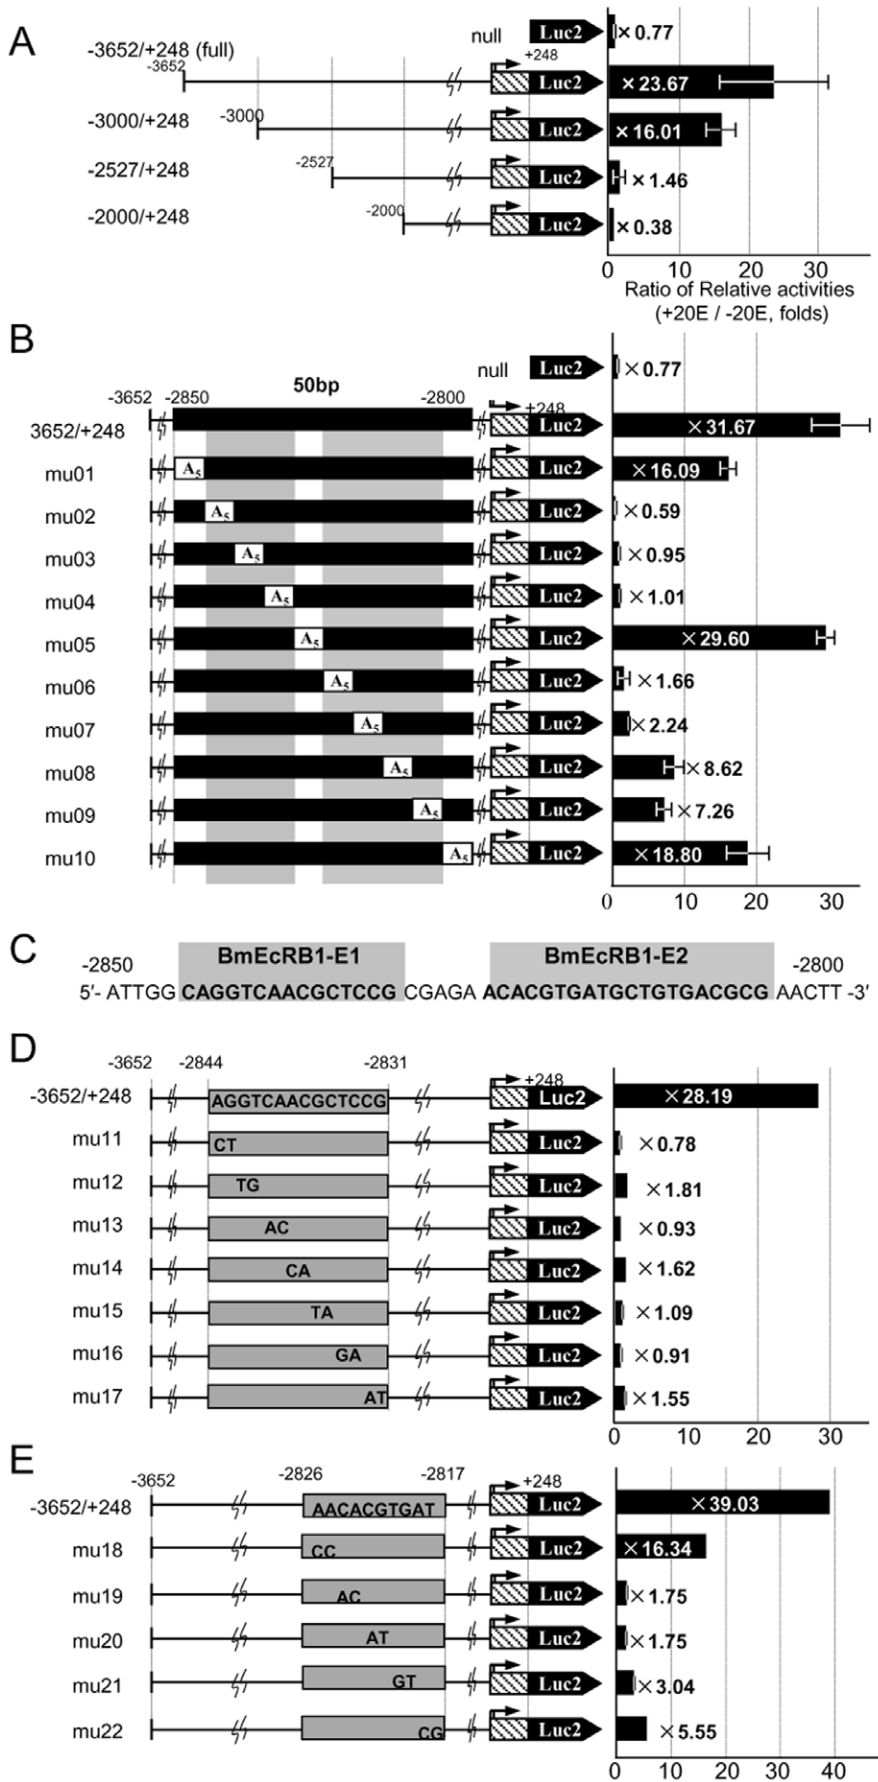 A
null Luc2 × 0.77
-3652/+248 (full) +248
-3652 Luc2 × 23.67
-3000/+248 -3000 Luc2 × 16.01
-2527/+248 -2527 Luc2 × 1.46
-2000/+248 -2000 Luc2 × 0.38
0 10 20 30
Ratio of Relative activities
(+20E / -20E, folds)
B
null Luc2 × 0.77
-3652 -2850 50bp -2800 +248
3652/+248 Luc2 × 31.67
mu01 A5 Luc2 × 16.09
mu02 A5 Luc2 × 0.59
mu03 A5 Luc2 × 0.95
mu04 A5 Luc2 × 1.01
mu05 A5 Luc2 × 29.60
mu06 A5 Luc2 × 1.66
mu07 A5 Luc2 × 2.24
mu08 A5 Luc2 × 8.62
mu09 A5 Luc2 × 7.26
mu10 A5 Luc2 × 18.80
0 10 20
C
-2850 BmEcRB1-E1 BmEcRB1-E2 -2800
5'- ATTGG CAGGTCAACGCTCCG CGAGA ACACGTGATGCTGTGACGCG AACTT -3'
D
-3652 -2844 -2831 +248
-3652/+248 AGGTCAACGCTCCG Luc2 × 28.19
mu11 CT Luc2 × 0.78
mu12 TG Luc2 × 1.81
mu13 AC Luc2 × 0.93
mu14 CA Luc2 × 1.62
mu15 TA Luc2 × 1.09
mu16 GA Luc2 × 0.91
mu17 AT Luc2 × 1.55
0 10 20 30
E
-3652 -2826 -2817 +248
-3652/+248 AACACGTGAT Luc2 × 39.03
mu18 CC Luc2 × 16.34
mu19 AC Luc2 × 1.75
mu20 AT Luc2 × 1.75
mu21 GT Luc2 × 3.04
mu22 CG Luc2 × 5.55
0 10 20 30 40